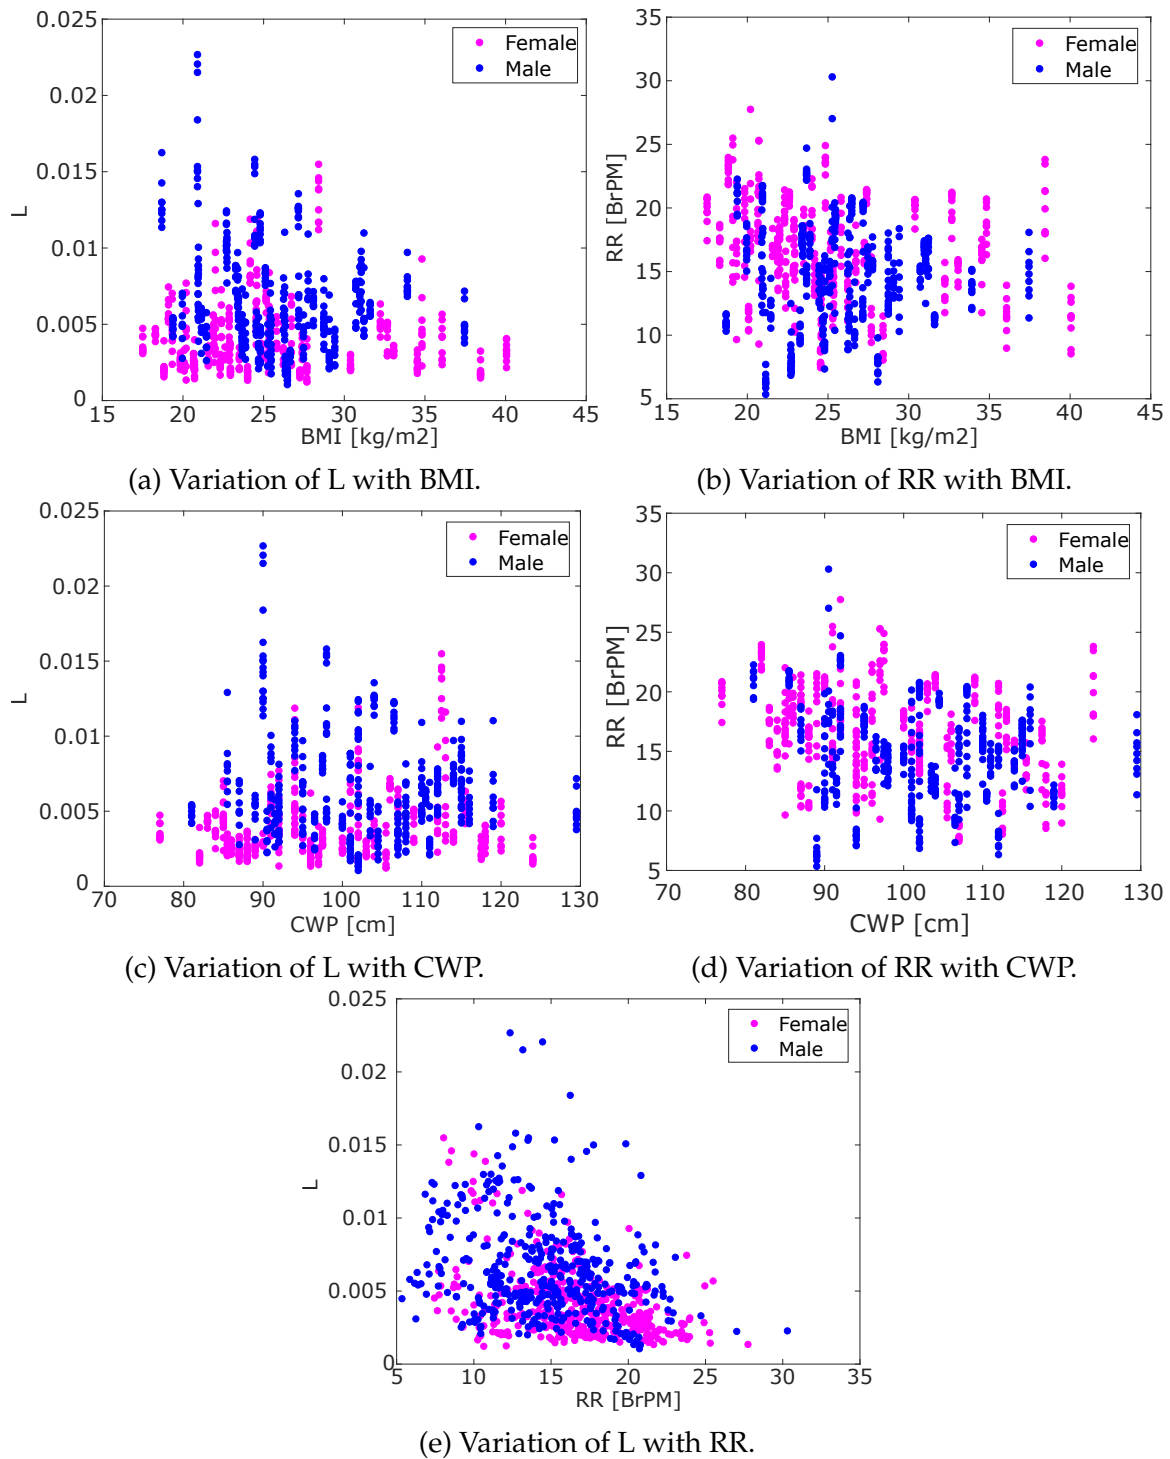 0.025
0.02
0.015
0.01
0.005
0
L
15 20 25 30 35 40 45
BMI [kg/m2]
Female
Male
(a) Variation of L with BMI.
35
30
25
20
15
10
5
RR [BrPM]
15 20 25 30 35 40 45
BMI [kg/m2]
Female
Male
(b) Variation of RR with BMI.
0.025
0.02
0.015
0.01
0.005
0
L
70 80 90 100 110 120 130
CWP [cm]
Female
Male
(c) Variation of L with CWP.
35
30
25
20
15
10
5
RR [BrPM]
70 80 90 100 110 120 130
CWP [cm]
Female
Male
(d) Variation of RR with CWP.
0.025
0.02
0.015
0.01
0.005
0
L
5 10 15 20 25 30 35
RR [BrPM]
Female
Male
(e) Variation of L with RR.